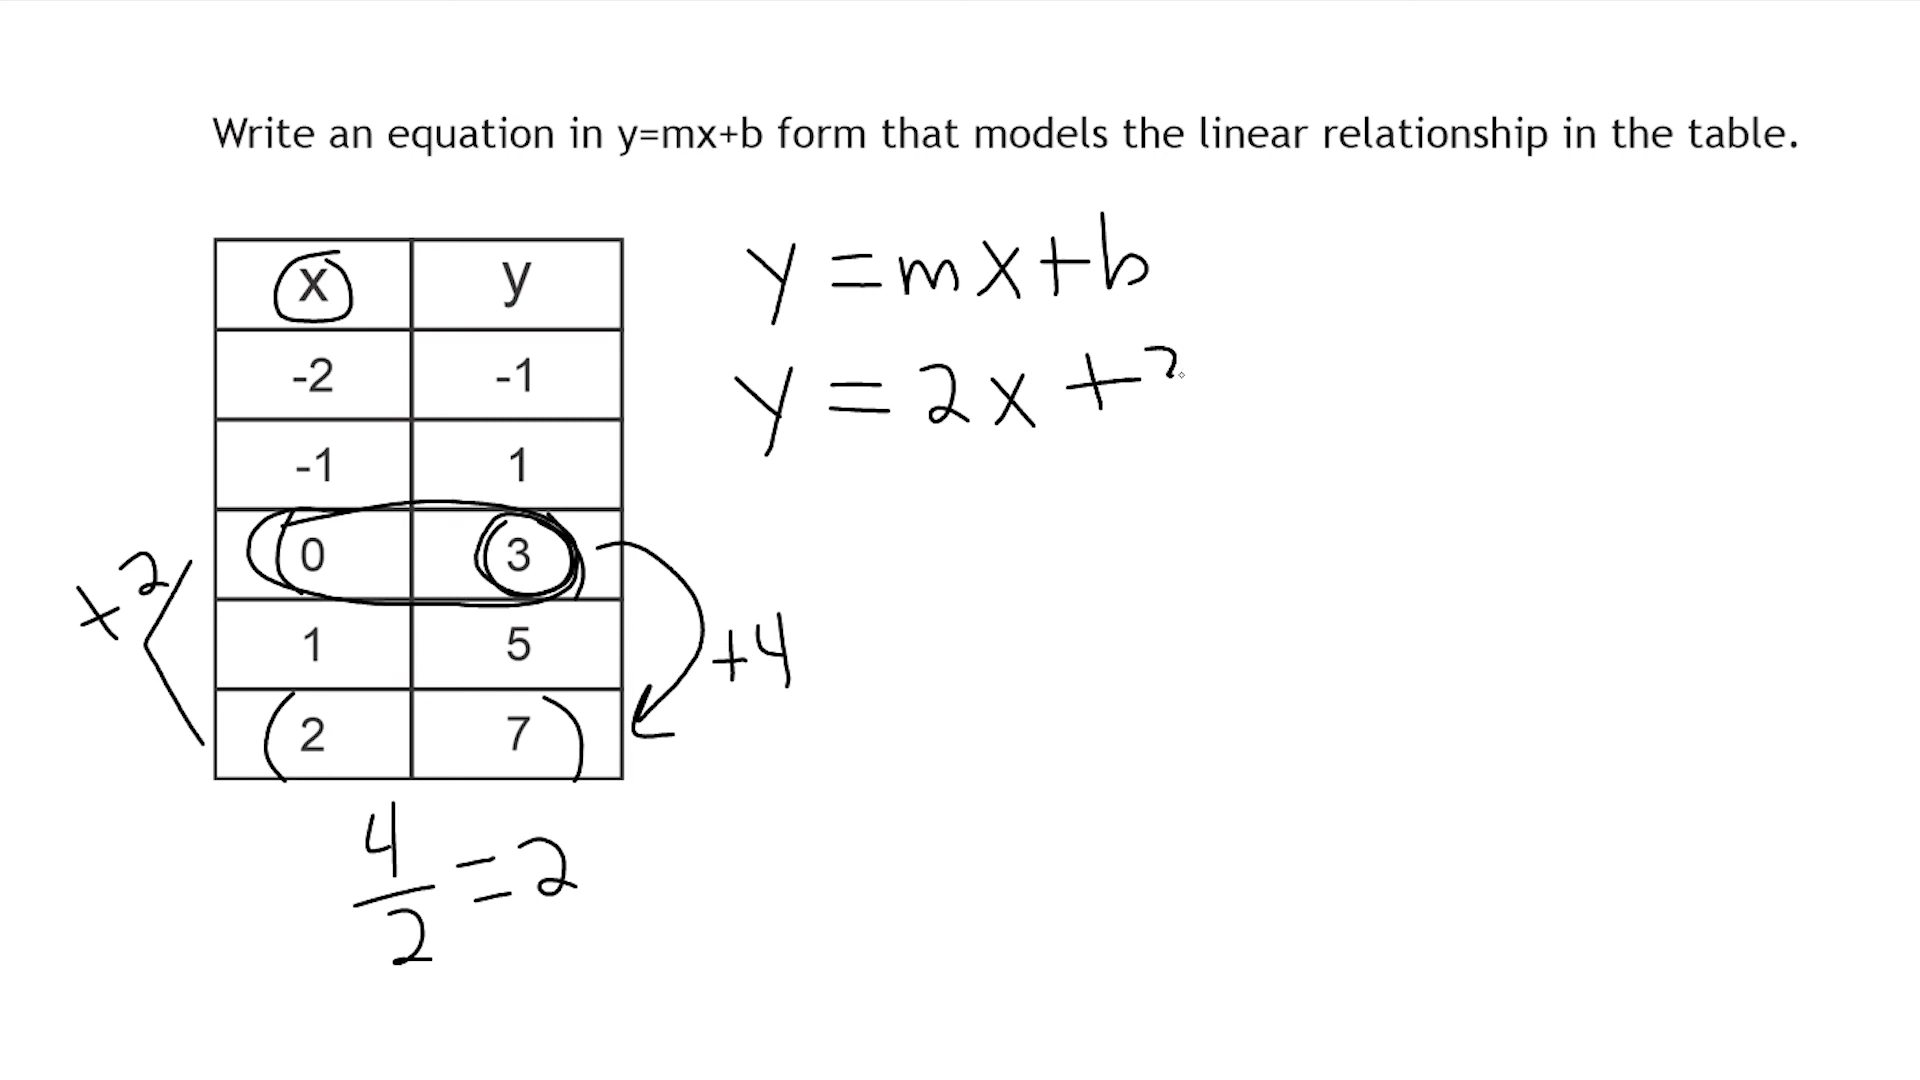 Write an equation in y=mx+b form that models the linear relationship in the table.
x y
-2 -1
-1 1
0 3
1 5
2 7
y = mx+b
y = 2x +
+2
+4
4/2 = 2